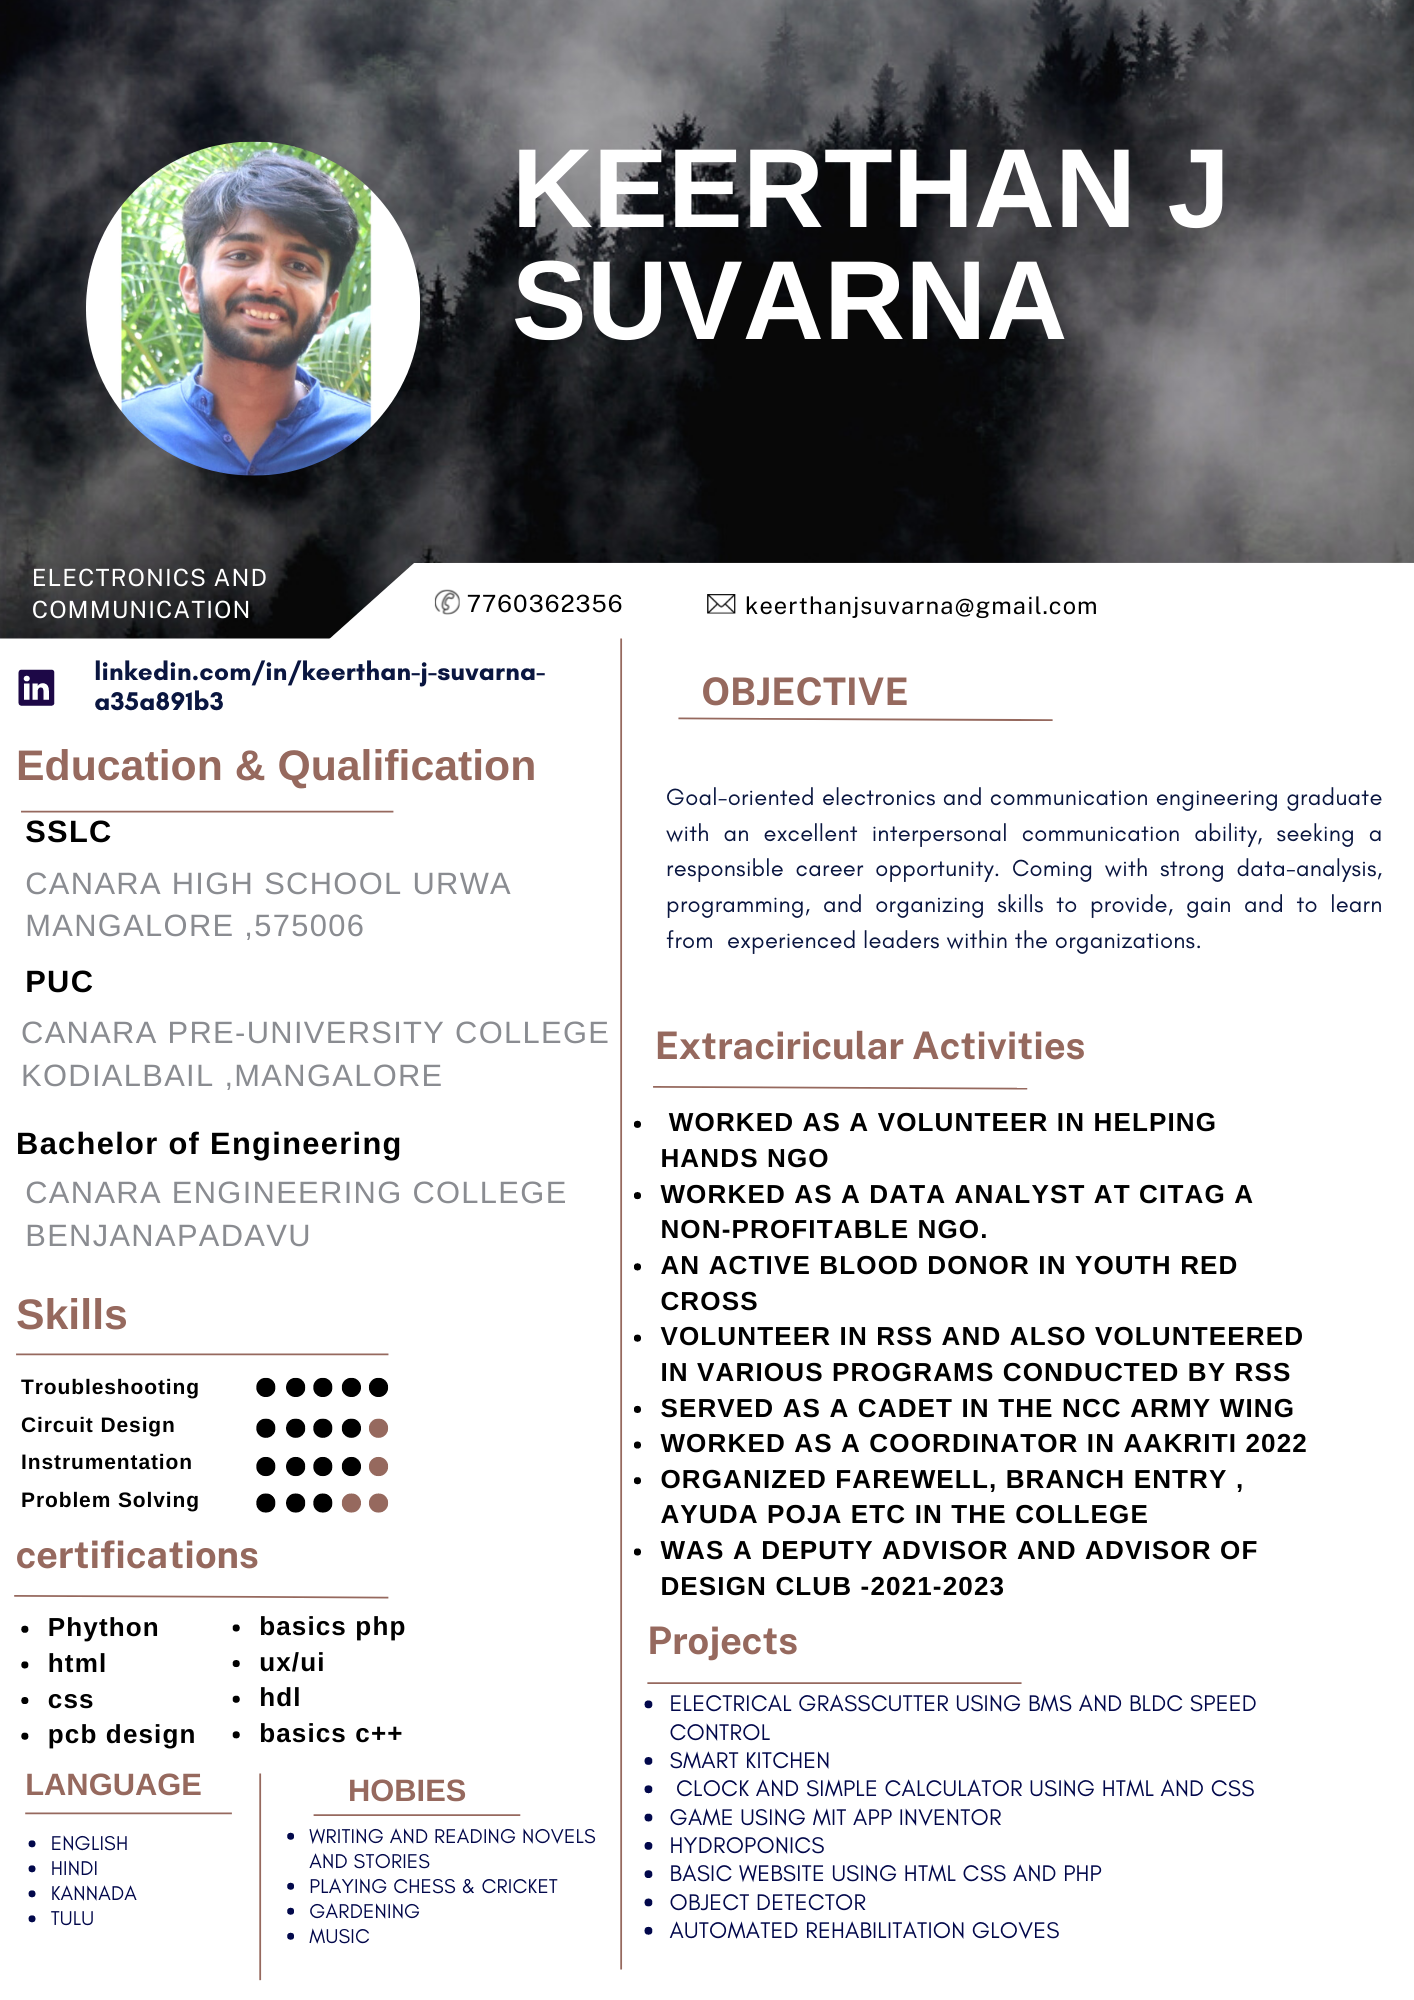 KEERTHAN J
SUVARNA
ELECTRONICS AND
COMMUNICATION
7760362356
keerthanjsuvarna@gmail.com
in
linkedin.com/in/keerthan-j-suvarna-
a35a891b3
Education & Qualification
SSLC
CANARA HIGH SCHOOL URWA
MANGALORE ,575006
PUC
CANARA PRE-UNIVERSITY COLLEGE
KODIALBAIL ,MANGALORE
Bachelor of Engineering
CANARA ENGINEERING COLLEGE
BENJANAPADAVU
Skills
Troubleshooting
Circuit Design
Instrumentation
Problem Solving
certifications
• Phython
• html
• css
• pcb design
• basics php
• ux/ui
• hdl
• basics c++
LANGUAGE
• ENGLISH
• HINDI
• KANNADA
• TULU
HOBIES
• WRITING AND READING NOVELS
AND STORIES
• PLAYING CHESS & CRICKET
• GARDENING
• MUSIC
OBJECTIVE
Goal-oriented electronics and communication engineering graduate
with an excellent interpersonal communication ability, seeking a
responsible career opportunity. Coming with strong data-analysis,
programming, and organizing skills to provide, gain and to learn
from experienced leaders within the organizations.
Extraciricular Activities
• WORKED AS A VOLUNTEER IN HELPING
HANDS NGO
• WORKED AS A DATA ANALYST AT CITAG A
NON-PROFITABLE NGO.
• AN ACTIVE BLOOD DONOR IN YOUTH RED
CROSS
• VOLUNTEER IN RSS AND ALSO VOLUNTEERED
IN VARIOUS PROGRAMS CONDUCTED BY RSS
• SERVED AS A CADET IN THE NCC ARMY WING
• WORKED AS A COORDINATOR IN AAKRITI 2022
• ORGANIZED FAREWELL, BRANCH ENTRY ,
AYUDA POJA ETC IN THE COLLEGE
• WAS A DEPUTY ADVISOR AND ADVISOR OF
DESIGN CLUB -2021-2023
Projects
• ELECTRICAL GRASSCUTTER USING BMS AND BLDC SPEED
CONTROL
• SMART KITCHEN
• CLOCK AND SIMPLE CALCULATOR USING HTML AND CSS
• GAME USING MIT APP INVENTOR
• HYDROPONICS
• BASIC WEBSITE USING HTML CSS AND PHP
• OBJECT DETECTOR
• AUTOMATED REHABILITATION GLOVES